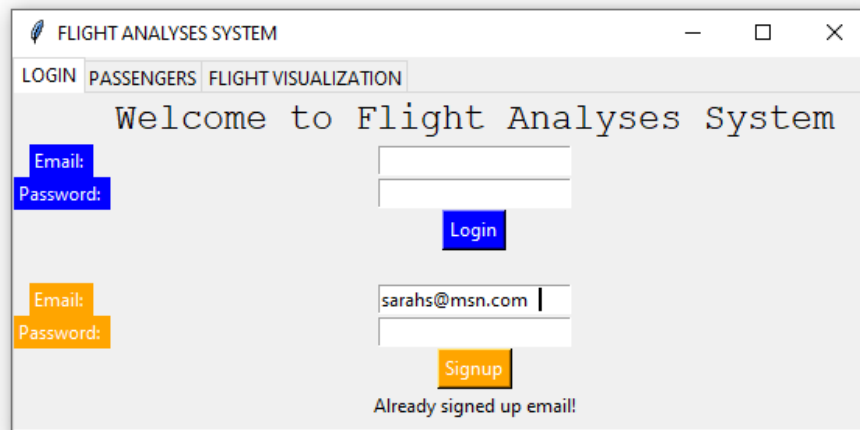 FLIGHT ANALYSES SYSTEM
LOGIN PASSENGERS FLIGHT VISUALIZATION
Welcome to Flight Analyses System
Email:
Password:
Login
Email: sarahs@msn.com
Password:
Signup
Already signed up email!